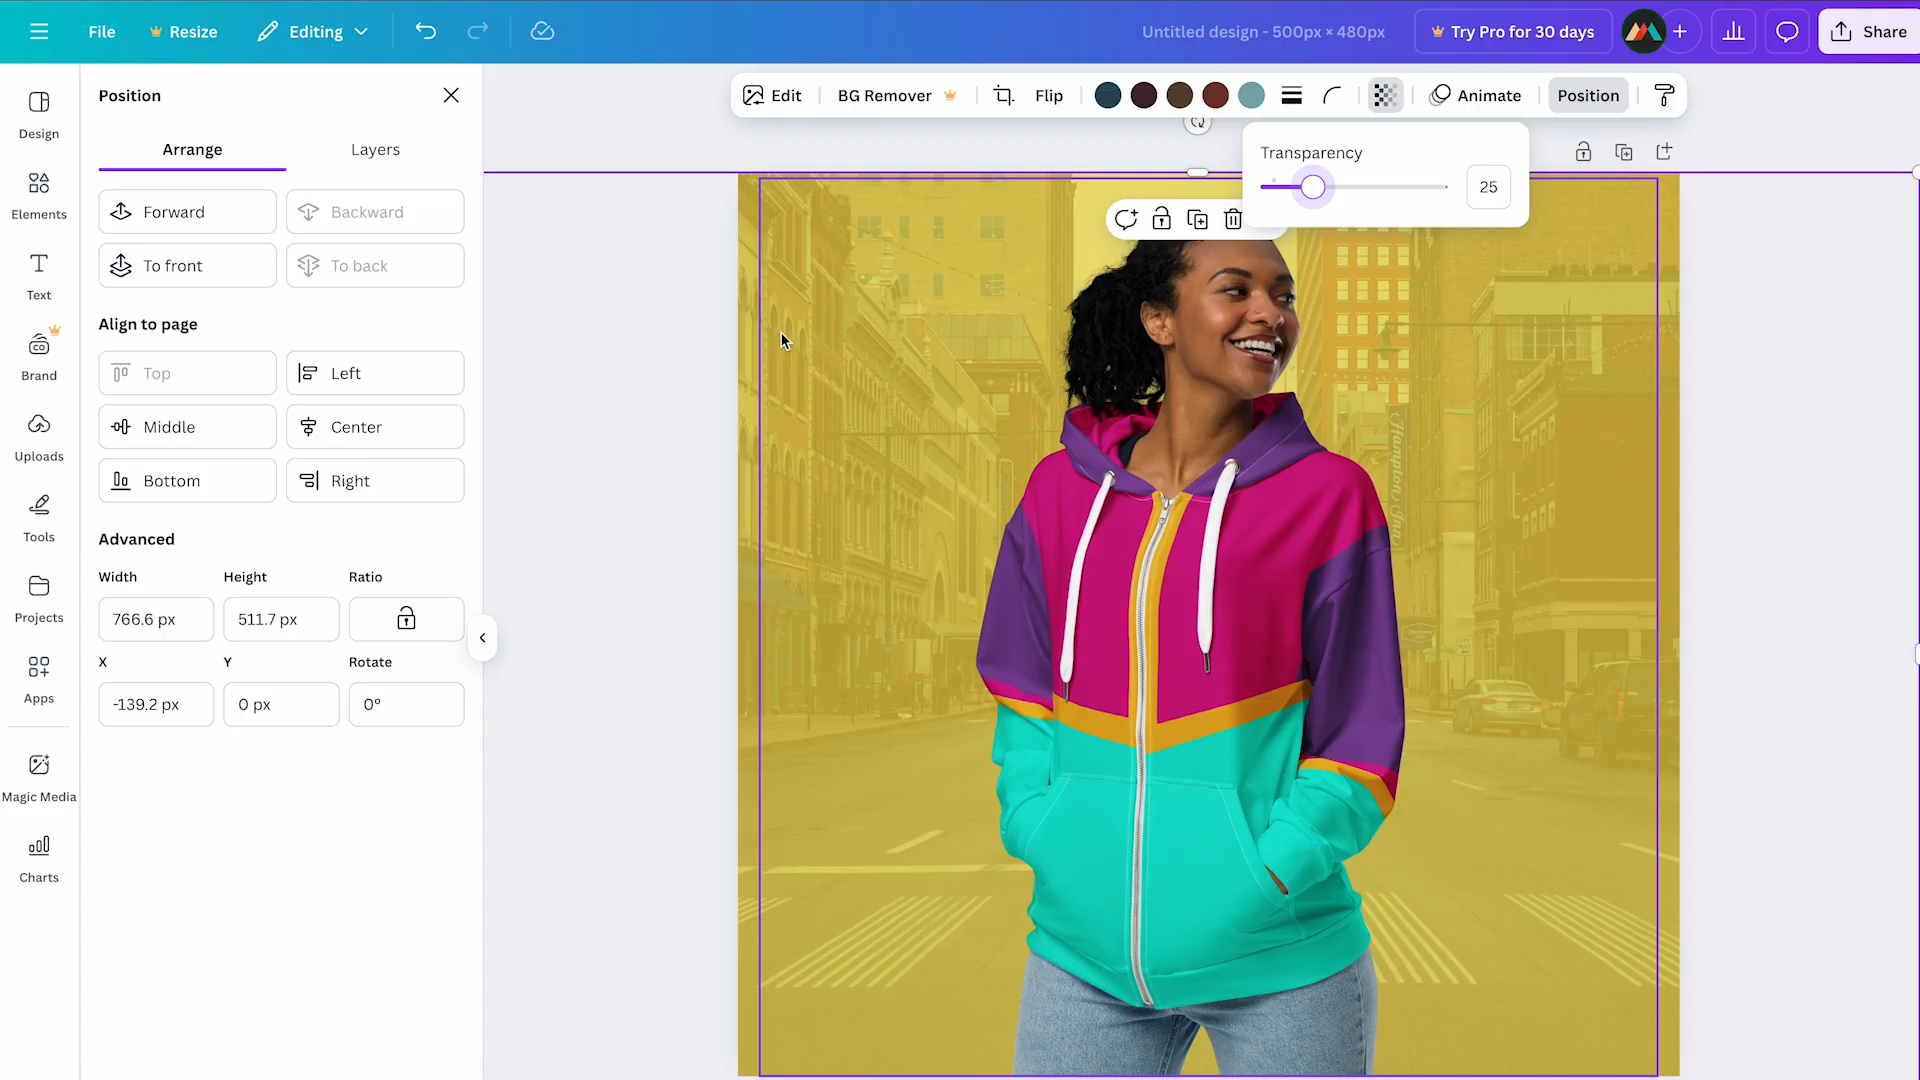 File
Resize
Editing
Untitled design - 500px × 480px
Try Pro for 30 days
Share
Design
Elements
Text
Brand
CO
Uploads
Tools
Projects
Apps
Magic Media
Charts
Position
Arrange
Layers
Forward
Backward
To front
To back
Align to page
Top
Left
Middle
Center
Bottom
Right
Advanced
Width
Height
Ratio
766.6 px
511.7 px
X
Y
Rotate
-139.2 px
0 px
0°
Edit
BG Remover
Flip
Animate
Position
Transparency
25
Hampton Inn